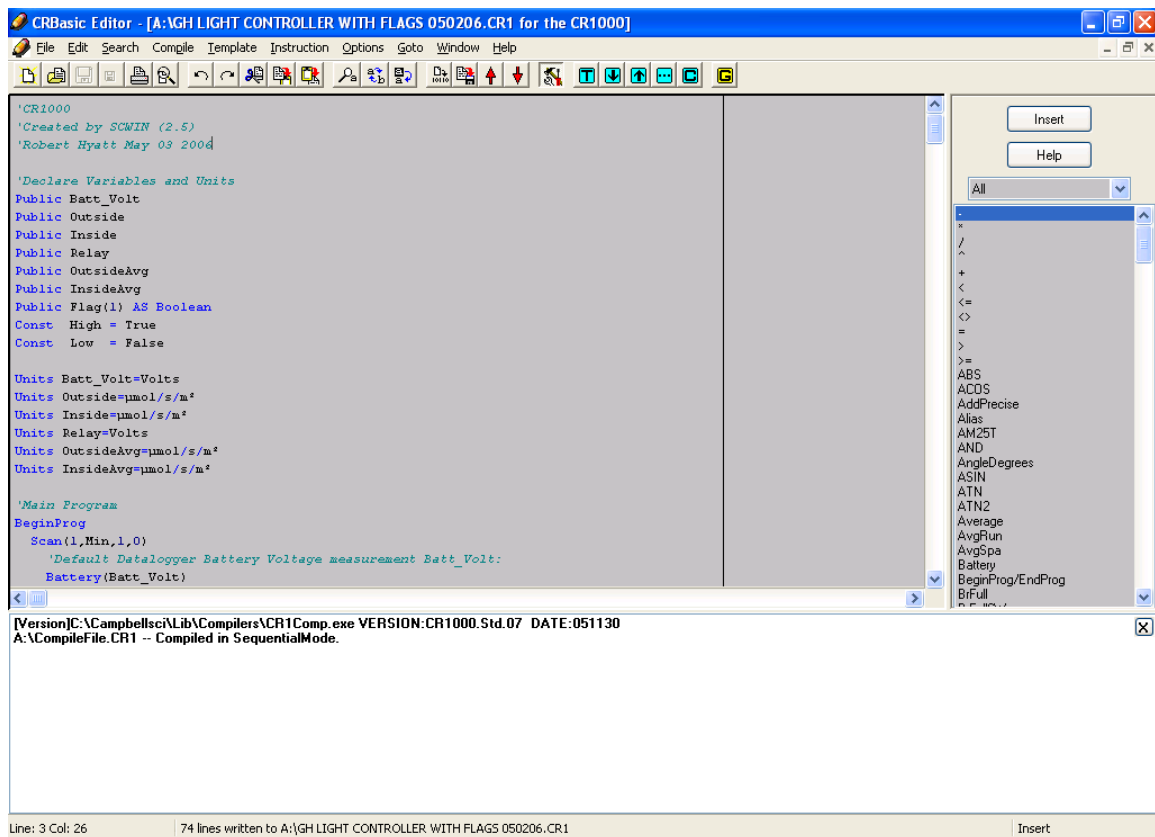 CRBasic Editor - [A:\GH LIGHT CONTROLLER WITH FLAGS 050206.CR1 for the CR1000]
File Edit Search Compile Template Instruction Options Goto Window Help
'CR1000
'Created by SCWIN (2.5)
'Robert Hyatt May 03 2006
'Declare Variables and Units
Public Batt_Volt
Public Outside
Public Inside
Public Relay
Public OutsideAvg
Public InsideAvg
Public Flag(1) AS Boolean
Const  High = True
Const  Low  = False
Units Batt_Volt=Volts
Units Outside=µmol/s/m²
Units Inside=µmol/s/m²
Units Relay=Volts
Units OutsideAvg=µmol/s/m²
Units InsideAvg=µmol/s/m²
'Main Program
BeginProg
Scan(1,Min,1,0)
'Default Datalogger Battery Voltage measurement Batt_Volt:
Battery(Batt_Volt)
Insert
Help
All
-
*
/
^
+
<
<=
<>
=
>
>=
ABS
ACOS
AddPrecise
Alias
AM25T
AND
AngleDegrees
ASIN
ATN
ATN2
Average
AvgRun
AvgSpa
Battery
BeginProg/EndProg
BrFull
[Version]C:\Campbellsci\Lib\Compilers\CR1Comp.exe VERSION:CR1000.Std.07  DATE:051130
A:\CompileFile.CR1 -- Compiled in SequentialMode.
Line: 3 Col: 26
74 lines written to A:\GH LIGHT CONTROLLER WITH FLAGS 050206.CR1
Insert